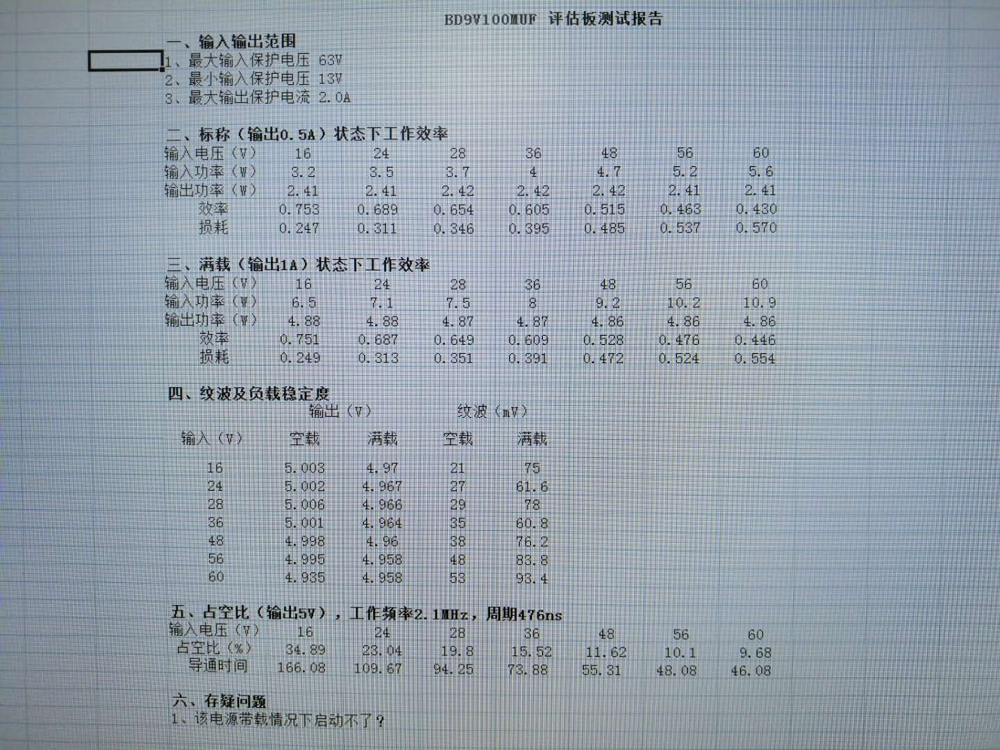 BD9V100MUF 评估板测试报告
一、输入输出范围
1、最大输入保护电压 63V
2、最小输入保护电压 13V
3、最大输出保护电流 2.0A
二、标称（输出0.5A）状态下工作效率
输入电压（V） 16 24 28 36 48 56 60
输入功率（W） 3.2 3.5 3.7 4 4.7 5.2 5.6
输出功率（W） 2.41 2.41 2.42 2.42 2.42 2.41 2.41
效率 0.753 0.689 0.654 0.605 0.515 0.463 0.430
损耗 0.247 0.311 0.346 0.395 0.485 0.537 0.570
三、满载（输出1A）状态下工作效率
输入电压（V） 16 24 28 36 48 56 60
输入功率（W） 6.5 7.1 7.5 8 9.2 10.2 10.9
输出功率（W） 4.88 4.88 4.87 4.87 4.86 4.86 4.86
效率 0.751 0.687 0.649 0.609 0.528 0.476 0.446
损耗 0.249 0.313 0.351 0.391 0.472 0.524 0.554
四、纹波及负载稳定度
输出（V） 纹波（mV）
输入（V） 空载 满载 空载 满载
16 5.003 4.97 21 75
24 5.002 4.967 27 61.6
28 5.006 4.966 29 78
36 5.001 4.964 35 60.8
48 4.998 4.96 38 76.2
56 4.995 4.958 48 83.8
60 4.935 4.958 53 93.4
五、占空比（输出5V），工作频率2.1MHz，周期476ns
输入电压（V） 16 24 28 36 48 56 60
占空比（%） 34.89 23.04 19.8 15.52 11.62 10.1 9.68
导通时间 166.08 109.67 94.25 73.88 55.31 48.08 46.08
六、存疑问题
1、该电源带载情况下启动不了？